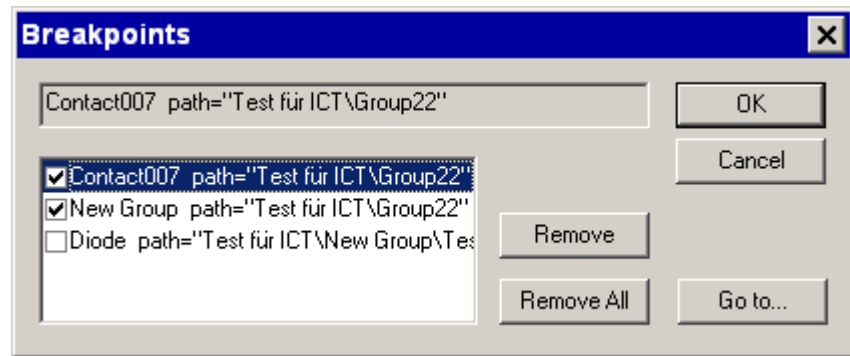 Breakpoints
Contact007 path="Test für ICT\Group22"
OK
Cancel
Contact007 path="Test für ICT\Group22"
New Group path="Test für ICT\Group22"
Diode path="Test für ICT\New Group\Tes
Remove
Remove All
Go to...